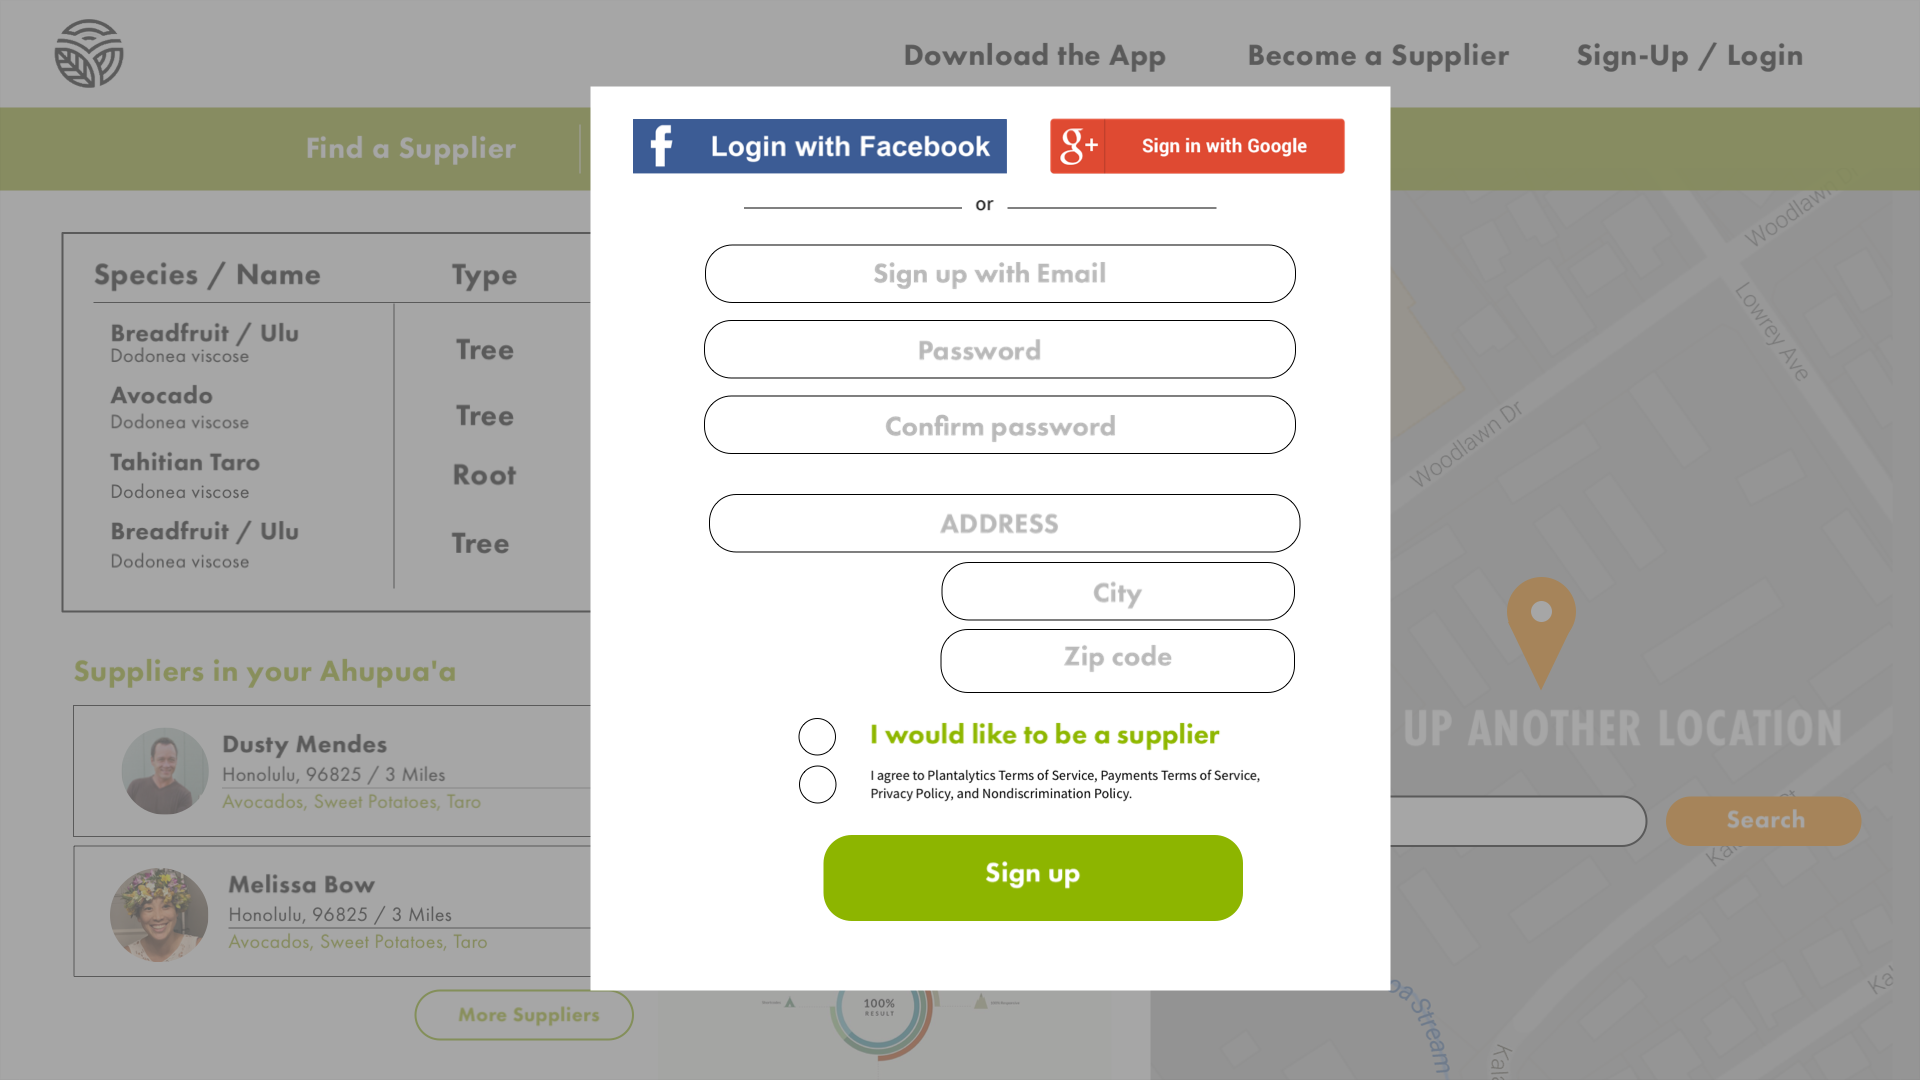 Download the App
Become a Supplier
Sign-Up / Login
Find a Supplier
Species / Name
Type
Breadfruit / Ulu
Dodonea viscose
Tree
Avocado
Dodonea viscose
Tree
Tahitian Taro
Dodonea viscose
Root
Breadfruit / Ulu
Dodonea viscose
Tree
Suppliers in your Ahupua'a
Dusty Mendes
Honolulu, 96825 / 3 Miles
Avocados, Sweet Potatoes, Taro
Melissa Bow
Honolulu, 96825 / 3 Miles
Avocados, Sweet Potatoes, Taro
More Suppliers
f Login with Facebook
g+ Sign in with Google
or
Sign up with Email
Password
Confirm password
ADDRESS
City
Zip code
I would like to be a supplier
I agree to Plantalytics Terms of Service, Payments Terms of Service,
Privacy Policy, and Nondiscrimination Policy.
Sign up
100%
RESULT
Woodlawn Dr
Lowrey Ave
Woodlawn Dr
UP ANOTHER LOCATION
Search
Stream